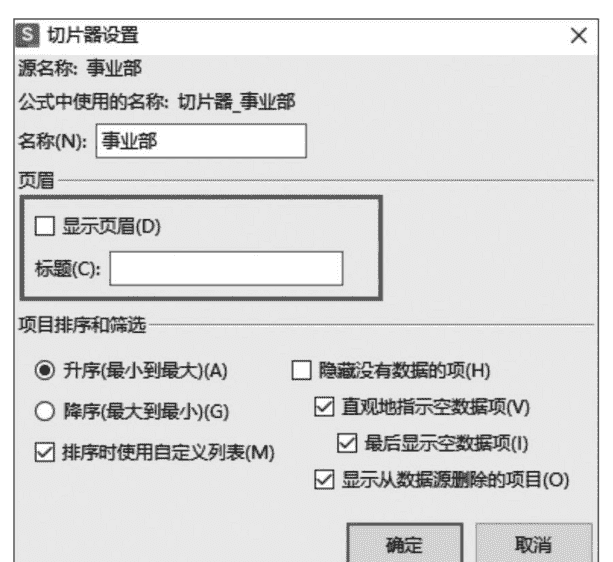 S 切片器设置
源名称: 事业部
公式中使用的名称: 切片器_事业部
名称(N): 事业部
页眉
显示页眉(D)
标题(C):
项目排序和筛选
升序(最小到最大)(A)
隐藏没有数据的项(H)
降序(最大到最小)(G)
直观地指示空数据项(V)
排序时使用自定义列表(M)
最后显示空数据项(I)
显示从数据源删除的项目(O)
确定
取消